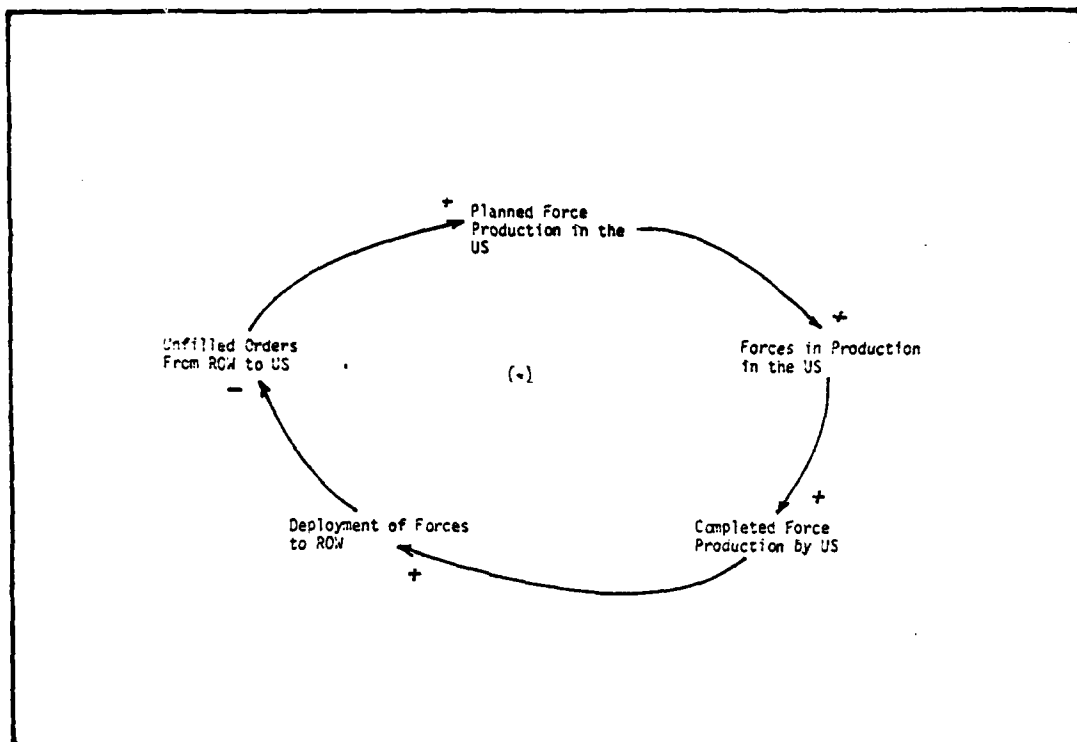 +
Planned Force
Production in the
US
+
Forces in Production
in the US
+
Completed Force
Production by US
+
Deployment of Forces
to ROW
Unfilled Orders
From ROW to US
-
(-)